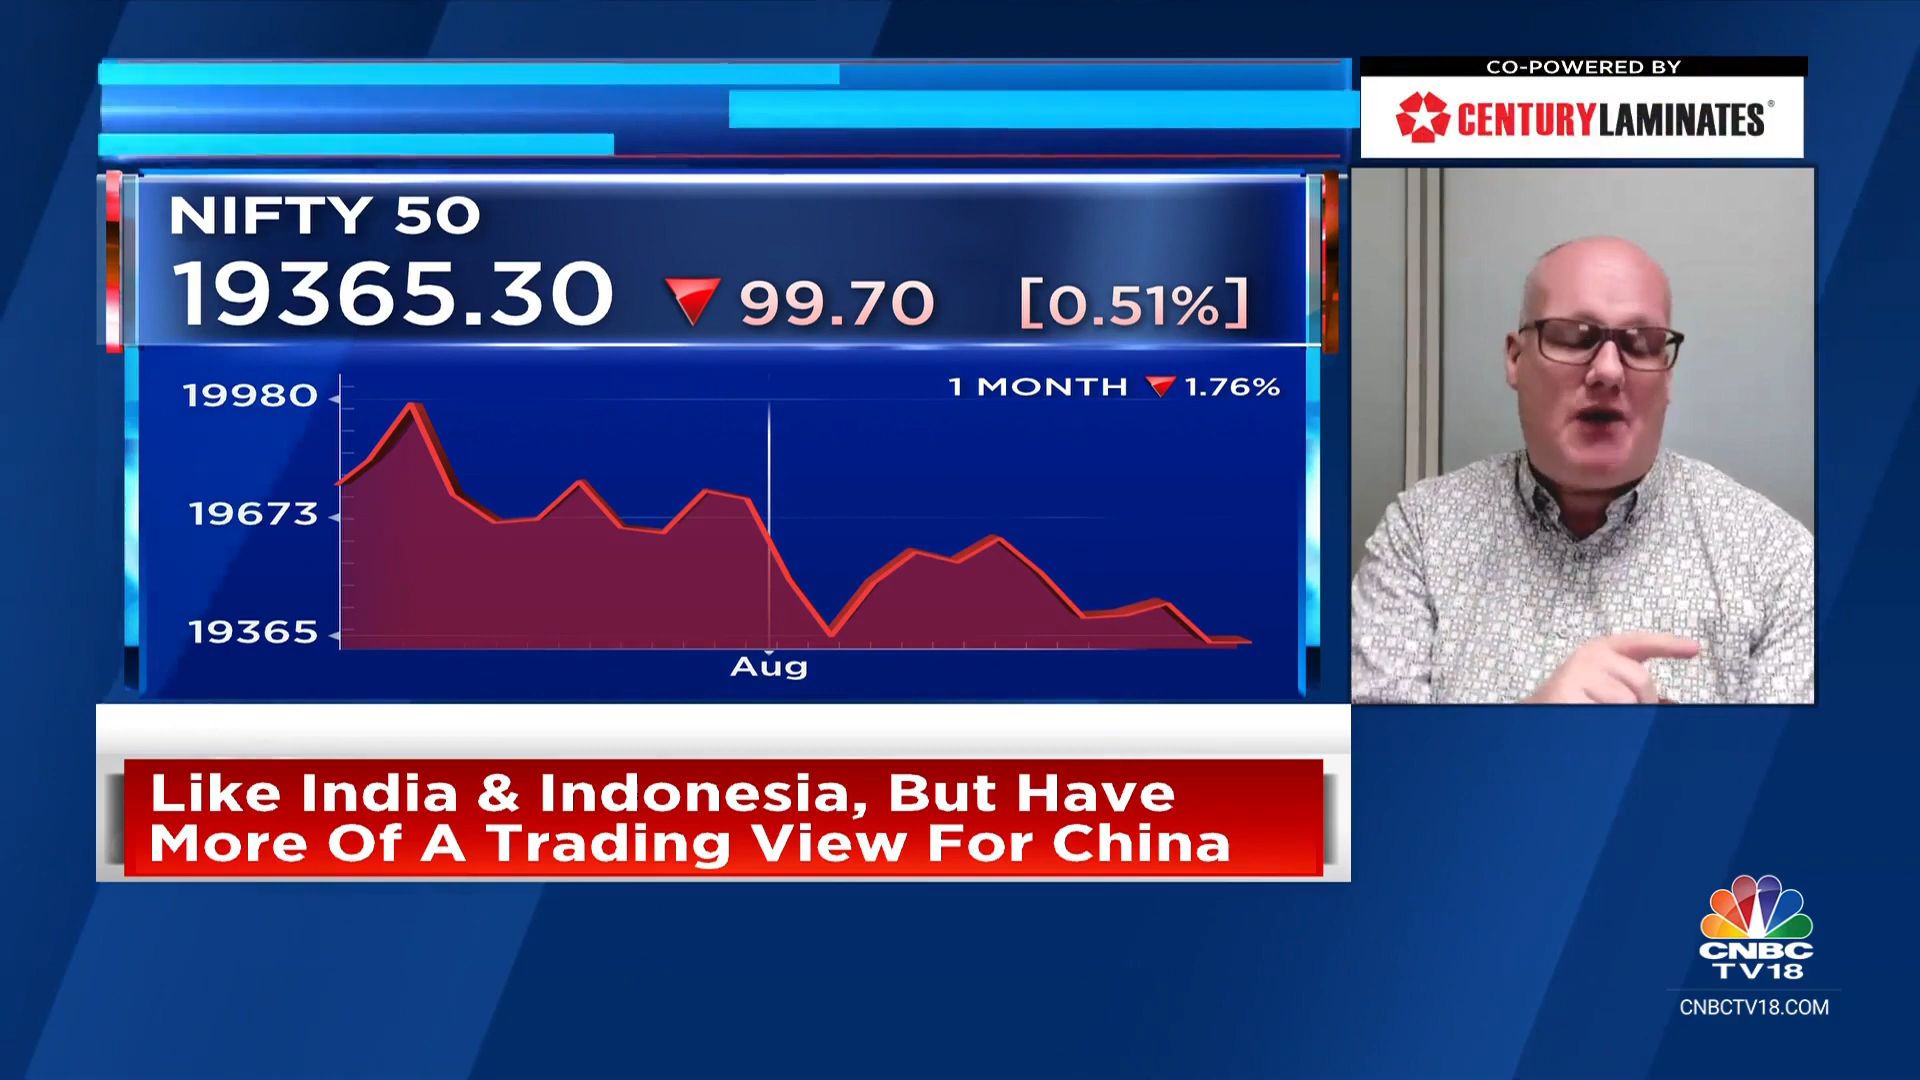 CO-POWERED BY
CENTURYLAMINATES®
NIFTY 50
19365.30 ▼ 99.70 [0.51%]
1 MONTH ▼ 1.76%
19980
19673
19365
Aug
Like India & Indonesia, But Have
More Of A Trading View For China
CNBC
TV18
CNBCTV18.COM